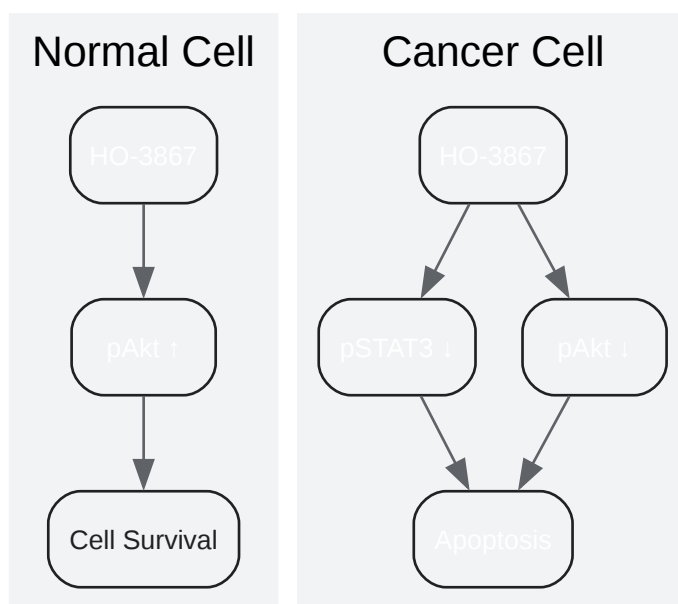 Normal Cell
HO-3867
pAkt ↑
Cell Survival
Cancer Cell
HO-3867
pSTAT3 ↓
pAkt ↓
Apoptosis